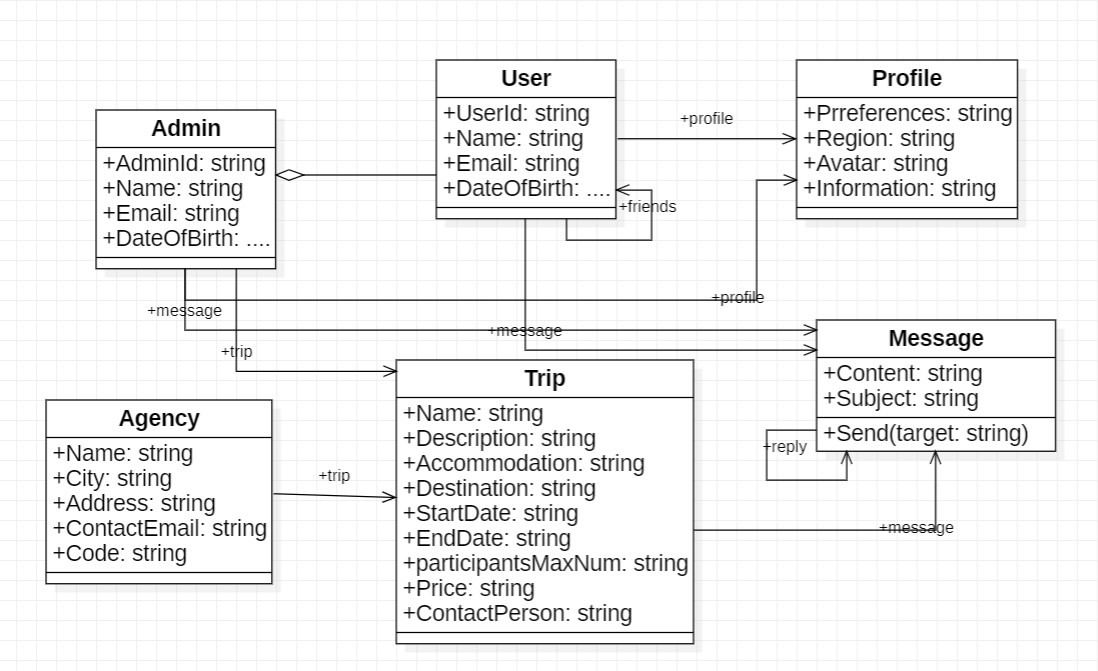 User
+UserId: string
+Name: string
+Email: string
+DateOfBirth: ....
+friends
+profile
Profile
+Prreferences: string
+Region: string
+Avatar: string
+Information: string
Admin
+AdminId: string
+Name: string
+Email: string
+DateOfBirth: ....
+profile
+message
+message
+trip
Message
+Content: string
+Subject: string
+Send(target: string)
+reply
Trip
+Name: string
+Description: string
+Accommodation: string
+Destination: string
+StartDate: string
+EndDate: string
+participantsMaxNum: string
+Price: string
+ContactPerson: string
Agency
+Name: string
+City: string
+Address: string
+ContactEmail: string
+Code: string
+trip
+message